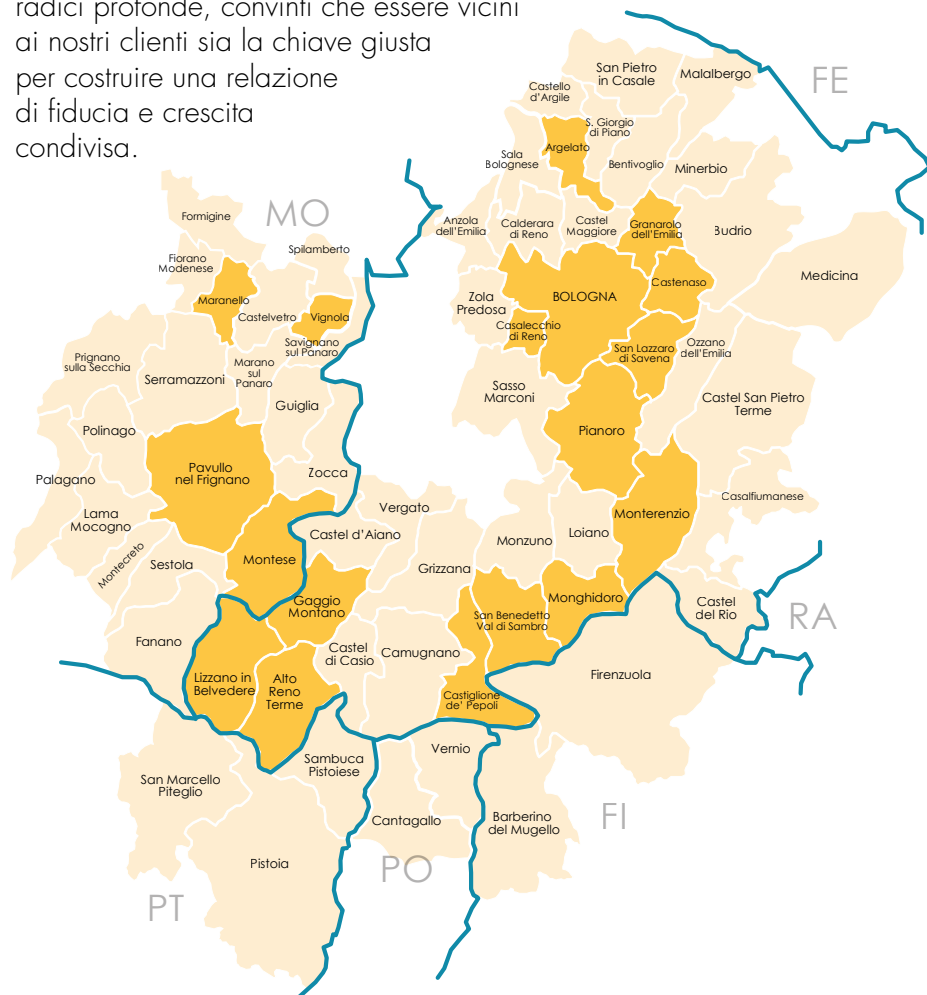 radici profonde, convinti che essere vicini
ai nostri clienti sia la chiave giusta
per costruire una relazione
di fiducia e crescita
condivisa.
FE
San Pietro
in Casale
Malalbergo
Castello
d'Argile
S. Giorgio
di Piano
Argelato
Sala
Bolognese
Bentivoglio
Minerbio
MO
Formigine
Anzola
dell'Emilia
Calderara
di Reno
Castel
Maggiore
Granarolo
dell'Emilia
Budrio
Spilamberto
Fiorano
Modenese
Medicina
Maranello
Castelvetro
Vignola
Zola
Predosa
BOLOGNA
Castenaso
Casalecchio
di Reno
Savignano
sul Panaro
San Lazzaro
di Savena
Ozzano
dell'Emilia
Prignano
sulla Secchia
Serramazzoni
Marano
sul
Panaro
Guiglia
Sasso
Marconi
Castel San Pietro
Terme
Polinago
Pianoro
Palagano
Pavullo
nel Frignano
Zocca
Casalfiumanese
Lama
Mocogno
Vergato
Monterenzio
Castel d'Aiano
Monzuno
Loiano
Montecreto
Sestola
Montese
Grizzana
Gaggio
Montano
San Benedetto
Val di Sambro
Monghidoro
Castel
del Rio
RA
Fanano
Castel
di Casio
Camugnano
Lizzano in
Belvedere
Alto
Reno
Terme
Castiglione
de' Pepoli
Firenzuola
Sambuca
Pistoiese
Vernio
San Marcello
Piteglio
Cantagallo
Barberino
del Mugello
FI
Pistoia
PO
PT